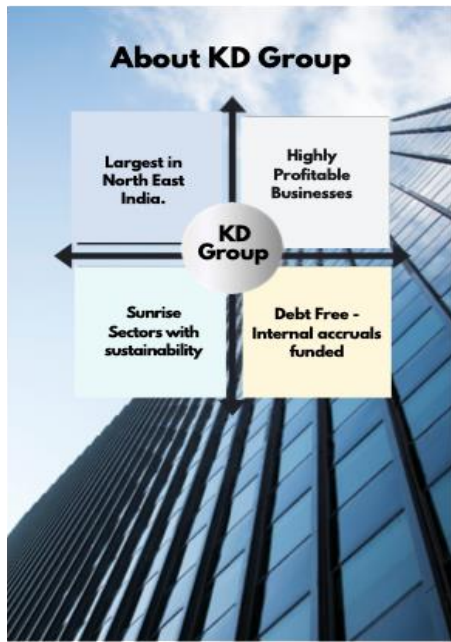 About KD Group
Largest in
North East
India.
Highly
Profitable
Businesses
KD
Group
Sunrise
Sectors with
sustainability
Debt Free -
Internal accruals
funded